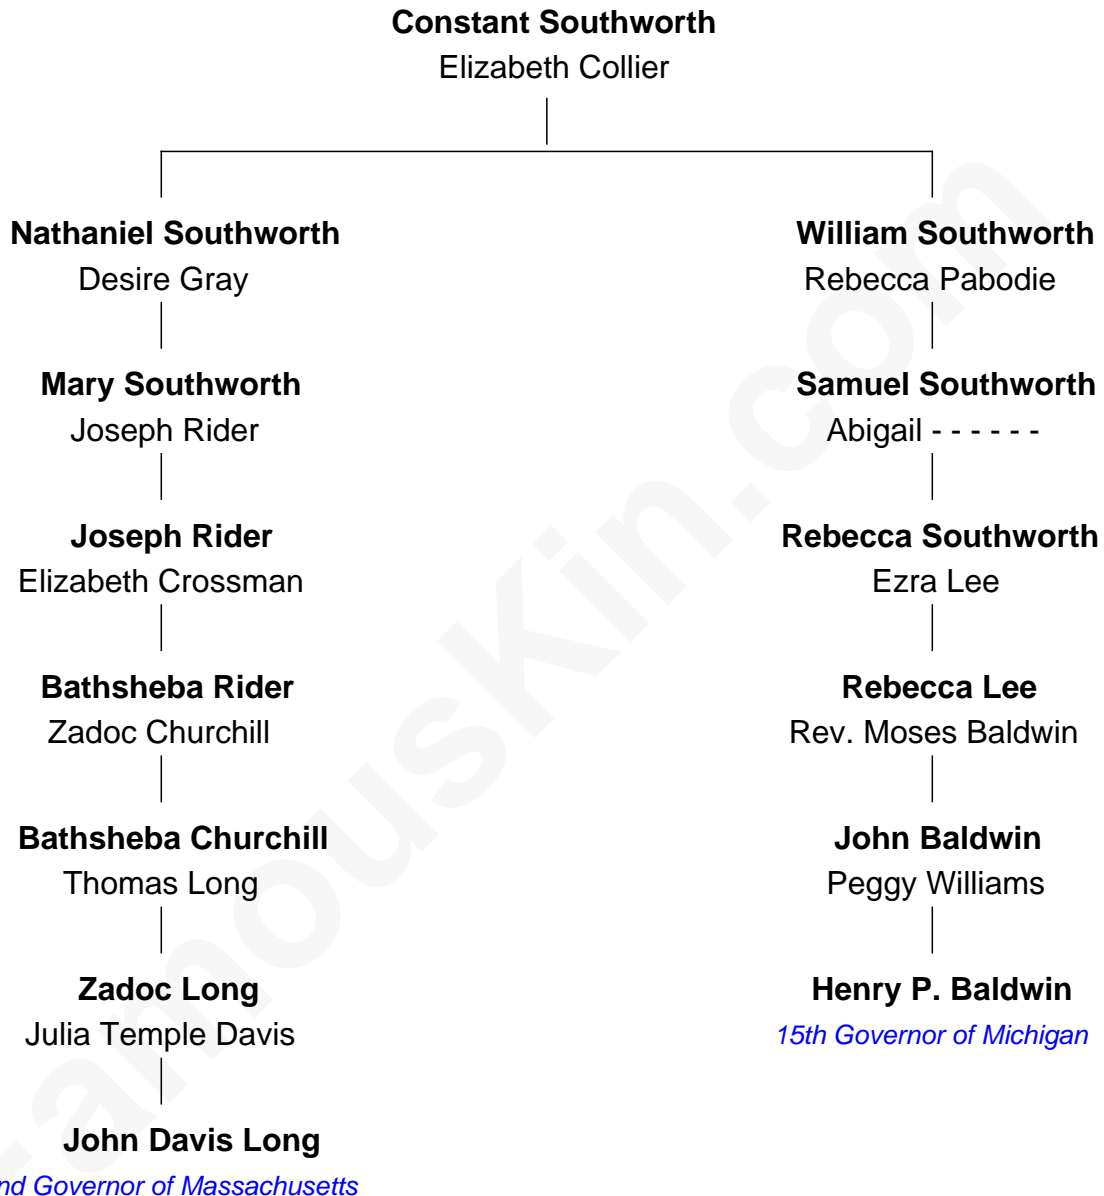 Constant Southworth
Elizabeth Collier
Nathaniel Southworth
Desire Gray
William Southworth
Rebecca Pabodie
Mary Southworth
Joseph Rider
Samuel Southworth
Abigail - - - - - -
Joseph Rider
Elizabeth Crossman
Rebecca Southworth
Ezra Lee
Bathsheba Rider
Zadoc Churchill
Rebecca Lee
Rev. Moses Baldwin
Bathsheba Churchill
Thomas Long
John Baldwin
Peggy Williams
Zadoc Long
Julia Temple Davis
Henry P. Baldwin
15th Governor of Michigan
John Davis Long
nd Governor of Massachusetts
FamousKin.com